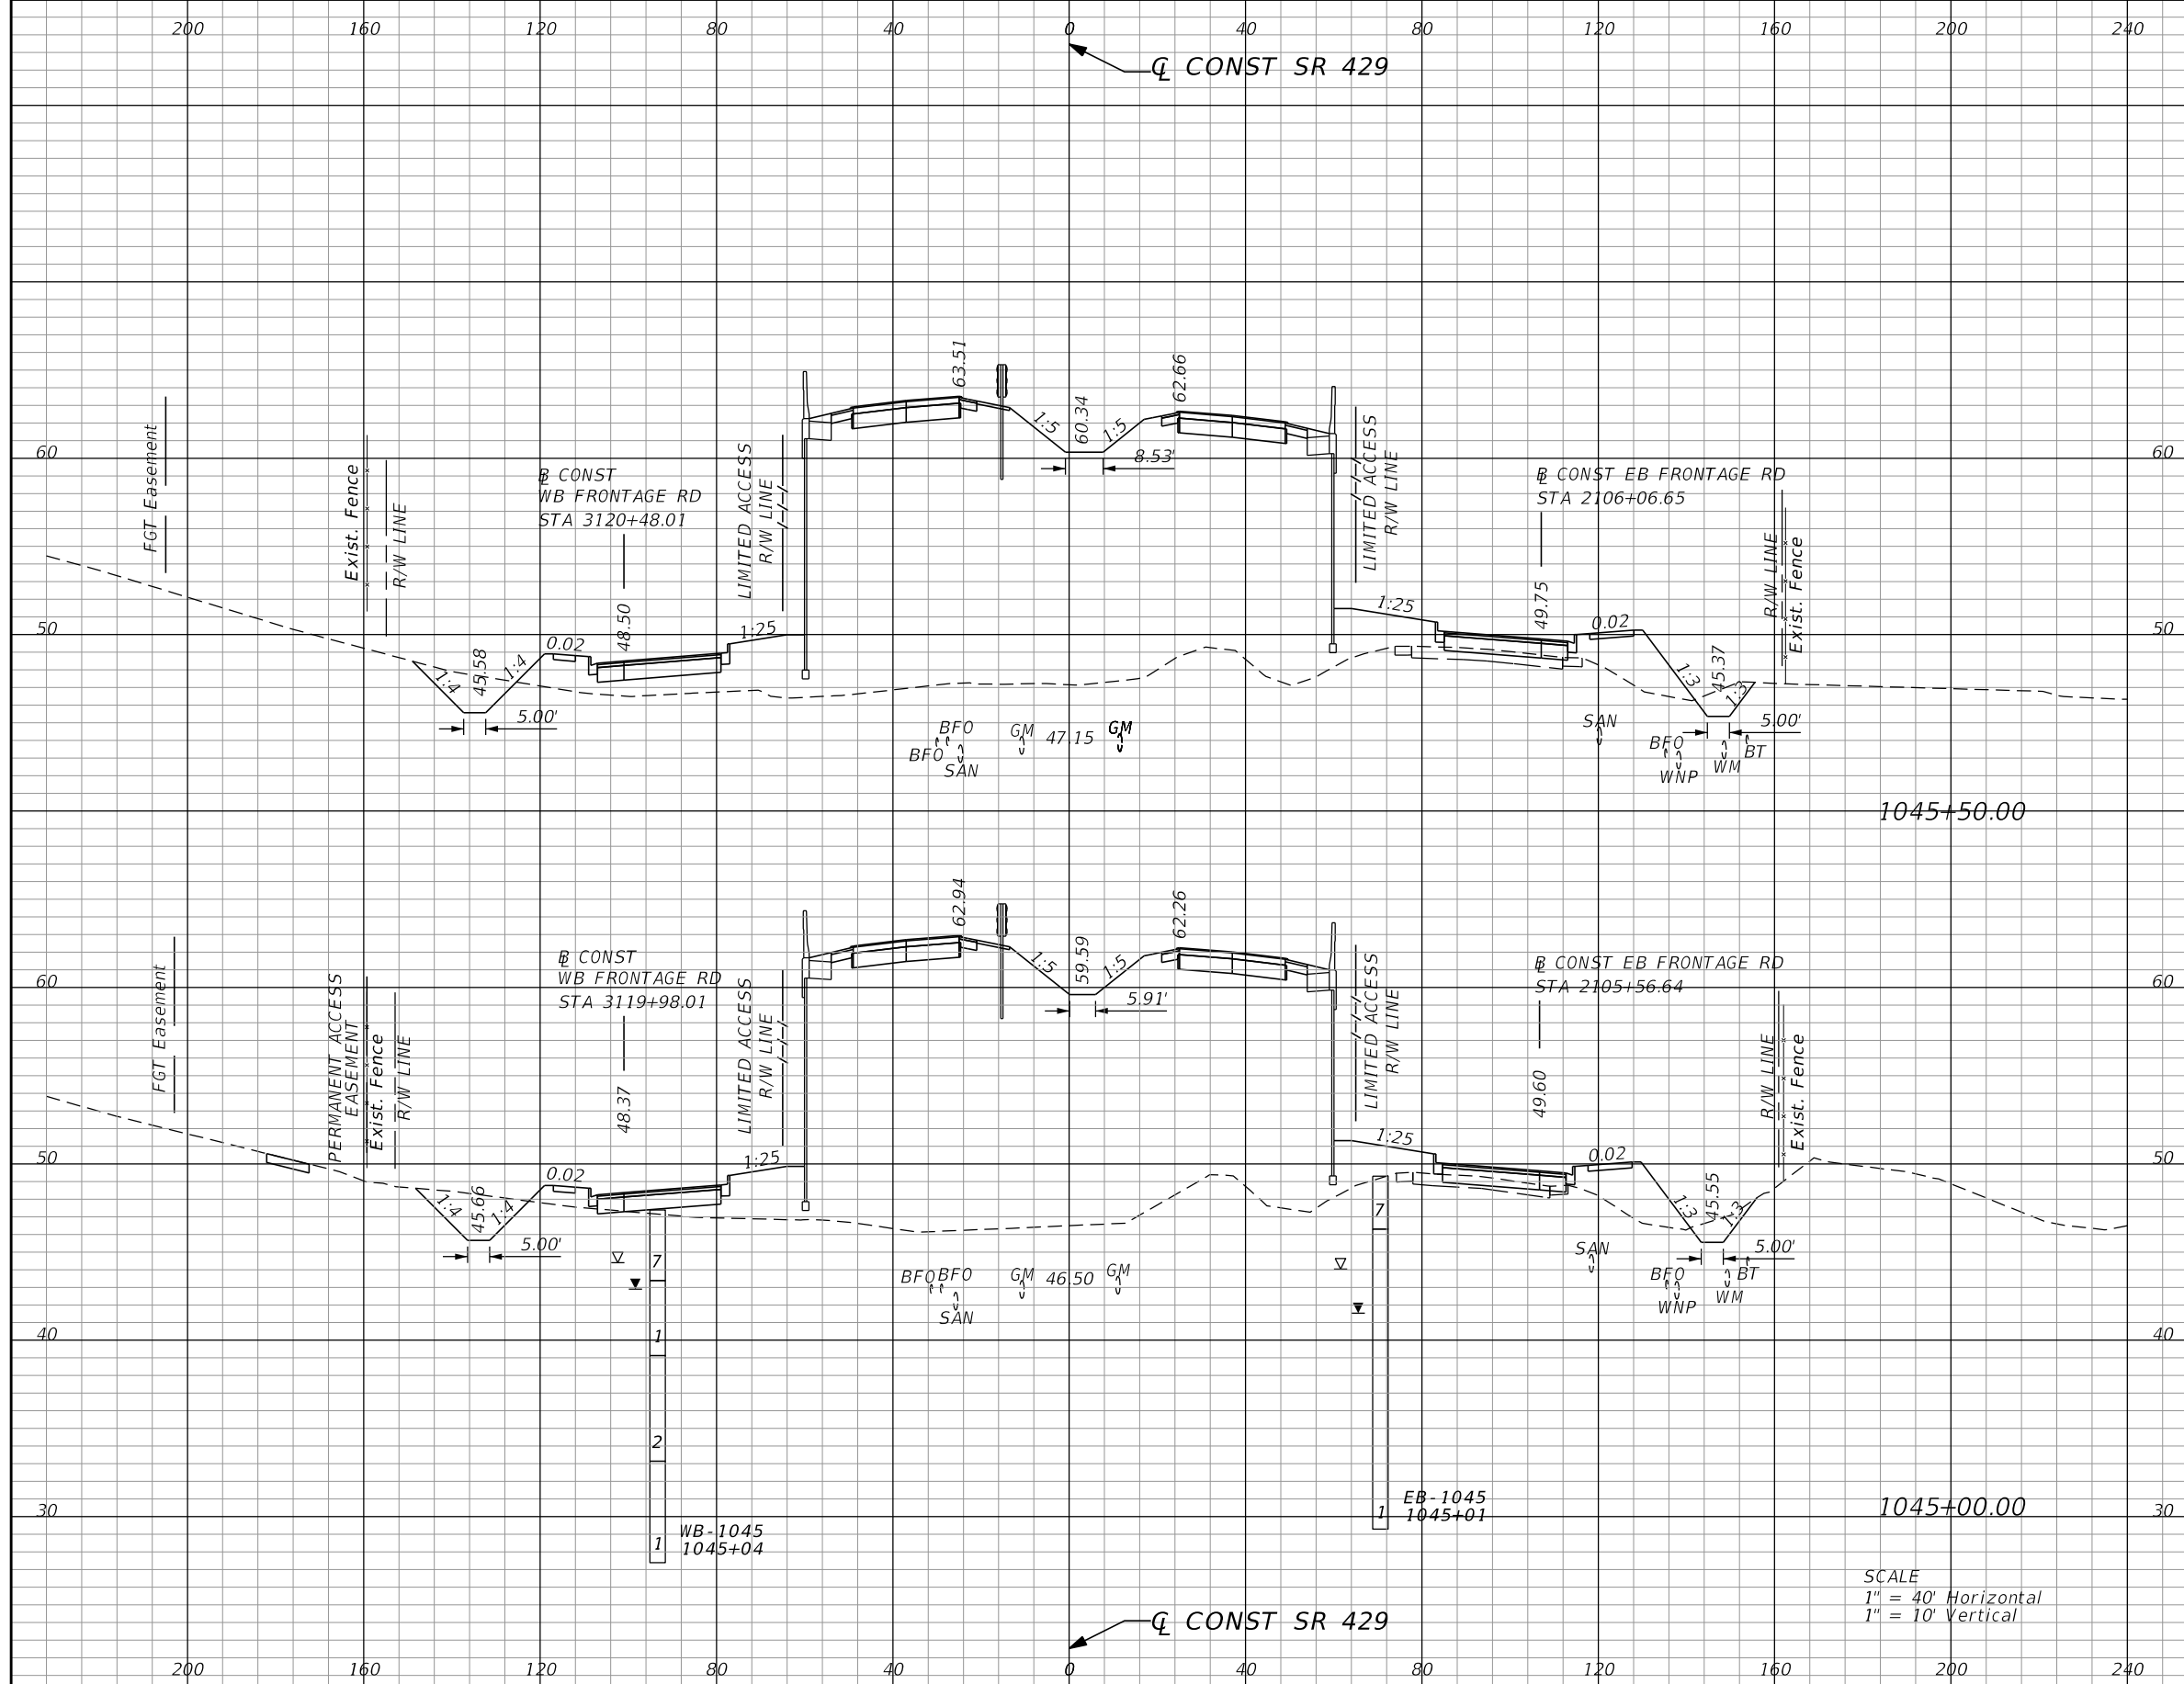 200 160 120 80 40 0 40 80 120 160 200 240
℄ CONST SR 429
63.51
62.66
60.34
1:5
1:5
8.53'
60
60
FGT Easement
Exist. Fence
R/W LINE
B̲L CONST
WB FRONTAGE RD
STA 3120+48.01
LIMITED ACCESS
R/W LINE
LIMITED ACCESS
R/W LINE
B̲L CONST EB FRONTAGE RD
STA 2106+06.65
R/W LINE
Exist. Fence
50
50
1:4
45.58
1:4
0.02
48.50
1:25
5.00'
1:25
49.75
0.02
1:3
45.37
1:3
5.00'
BFO
BFO
SAN
GM
47.15
GM
SAN
BFO
WNP
WM
BT
1045+50.00
62.94
62.26
59.59
1:5
1:5
5.91'
60
60
FGT Easement
PERMANENT ACCESS
EASEMENT
Exist. Fence
R/W LINE
B̲L CONST
WB FRONTAGE RD
STA 3119+98.01
LIMITED ACCESS
R/W LINE
LIMITED ACCESS
R/W LINE
B̲L CONST EB FRONTAGE RD
STA 2105+56.64
R/W LINE
Exist. Fence
50
50
1:4
45.66
1:4
0.02
48.37
1:25
5.00'
1:25
49.60
0.02
1:3
45.55
1:3
5.00'
BFO
BFO
SAN
GM
46.50
GM
SAN
BFO
WNP
WM
BT
40
40
7
1
2
1
WB-1045
1045+04
7
1
EB-1045
1045+01
30
30
1045+00.00
SCALE
1" = 40' Horizontal
1" = 10' Vertical
℄ CONST SR 429
200 160 120 80 40 0 40 80 120 160 200 240